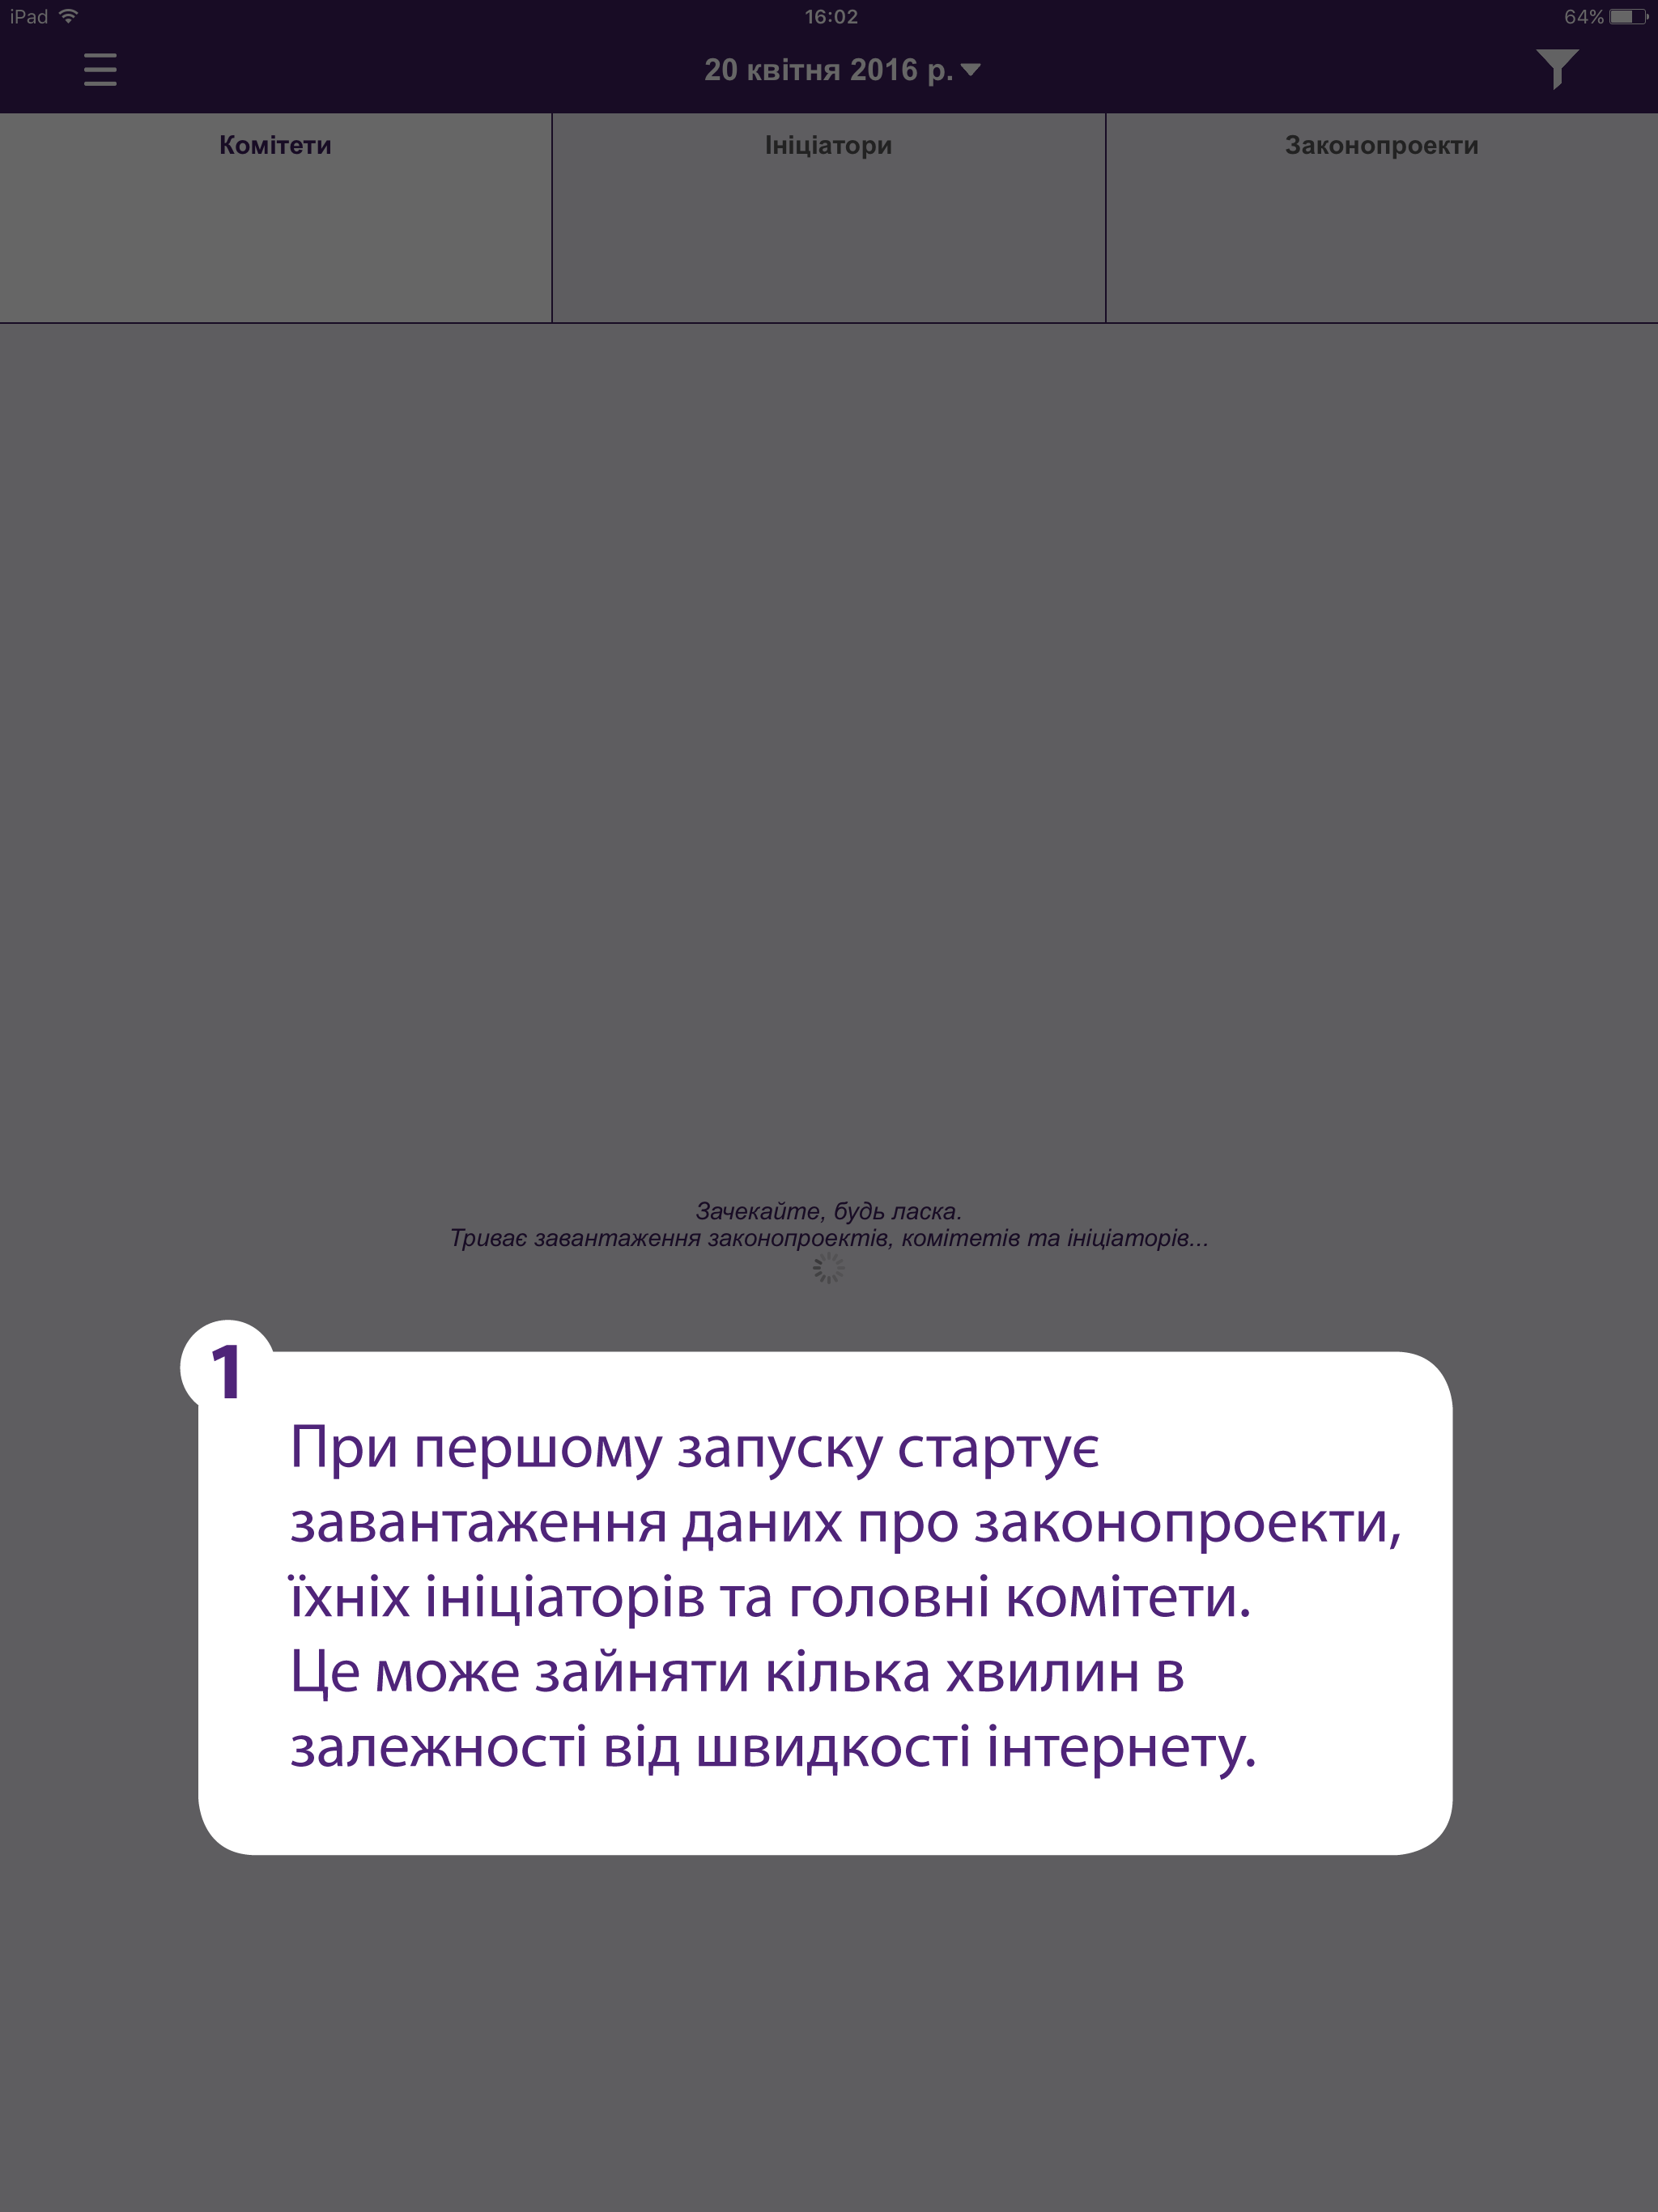 iPad 16:02 64%
20 квітня 2016 р.
Комітети Ініціатори Законопроекти
Зачекайте, будь ласка.
Триває завантаження законопроектів, комітетів та ініціаторів...
1
При першому запуску стартує
завантаження даних про законопроекти,
їхніх ініціаторів та головні комітети.
Це може зайняти кілька хвилин в
залежності від швидкості інтернету.